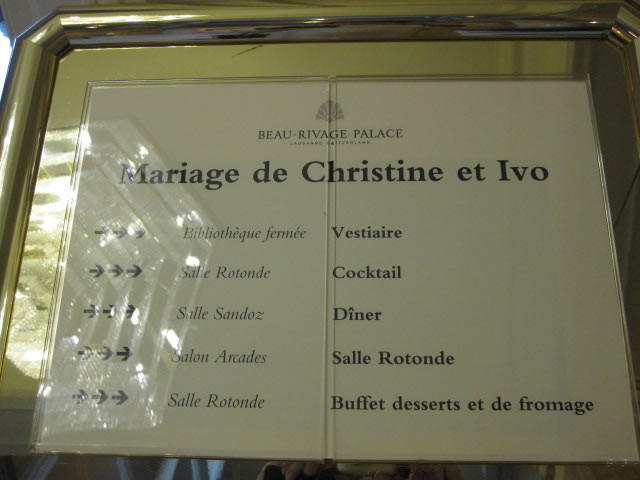 BEAU-RIVAGE PALACE
LAUSANNE SWITZERLAND
Mariage de Christine et Ivo
→→→ Bibliothèque fermée Vestiaire
→→→ Salle Rotonde Cocktail
→→→ Salle Sandoz Dîner
→→→ Salon Arcades Salle Rotonde
→→→ Salle Rotonde Buffet desserts et de fromage